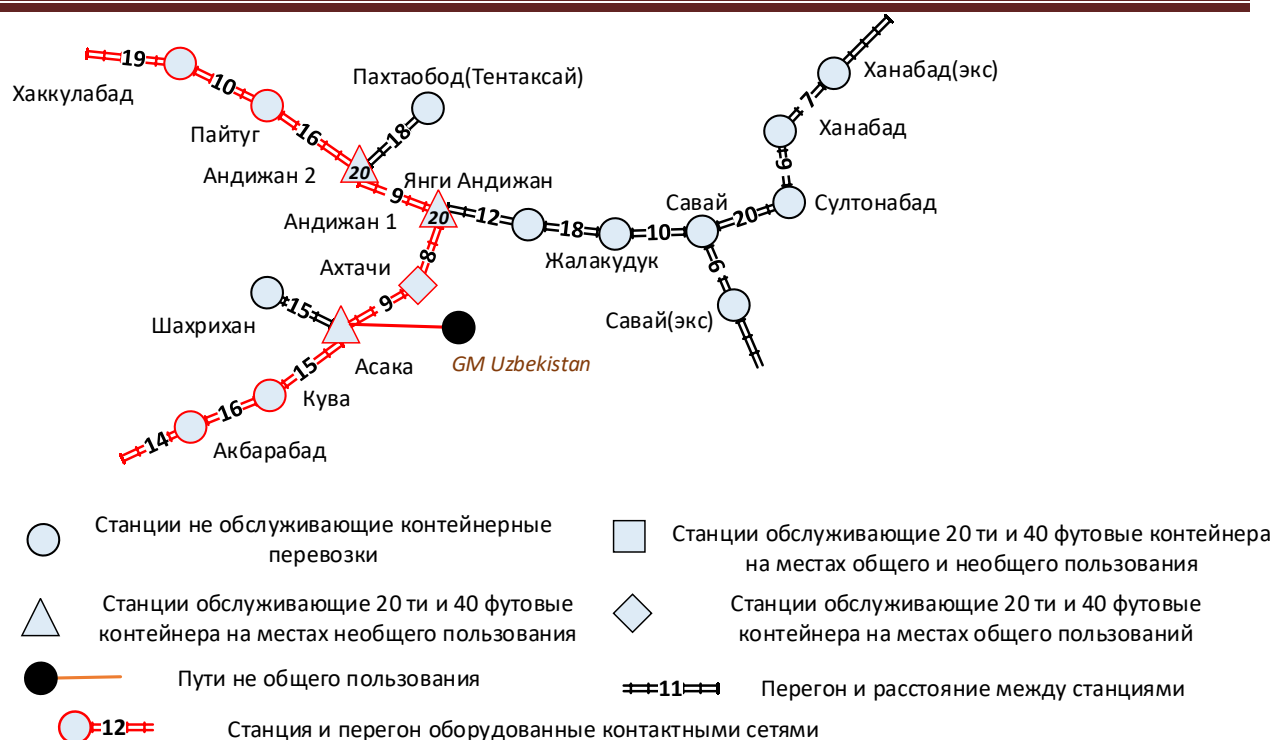 19
Хаккулабад
10
Пайтуг
16
Пахтаобод(Тентаксай)
18
Андижан 2
20
9
Янги Андижан
Андижан 1
20
12
18
Жалакудук
10
Савай
20
Султонабад
9
Ханабад
7
Ханабад(экс)
6
Савай(экс)
8
Ахтачи
9
15
Шахрихан
Асака
GM Uzbekistan
15
Кува
16
Акбарабад
14
Станции не обслуживающие контейнерные
перевозки
Станции обслуживающие 20 ти и 40 футовые контейнера
на местах общего и необщего пользования
Станции обслуживающие 20 ти и 40 футовые
контейнера на местах необщего пользования
Станции обслуживающие 20 ти и 40 футовые
контейнера на местах общего пользований
Пути не общего пользования
11
Перегон и расстояние между станциями
12
Станция и перегон оборудованные контактными сетями